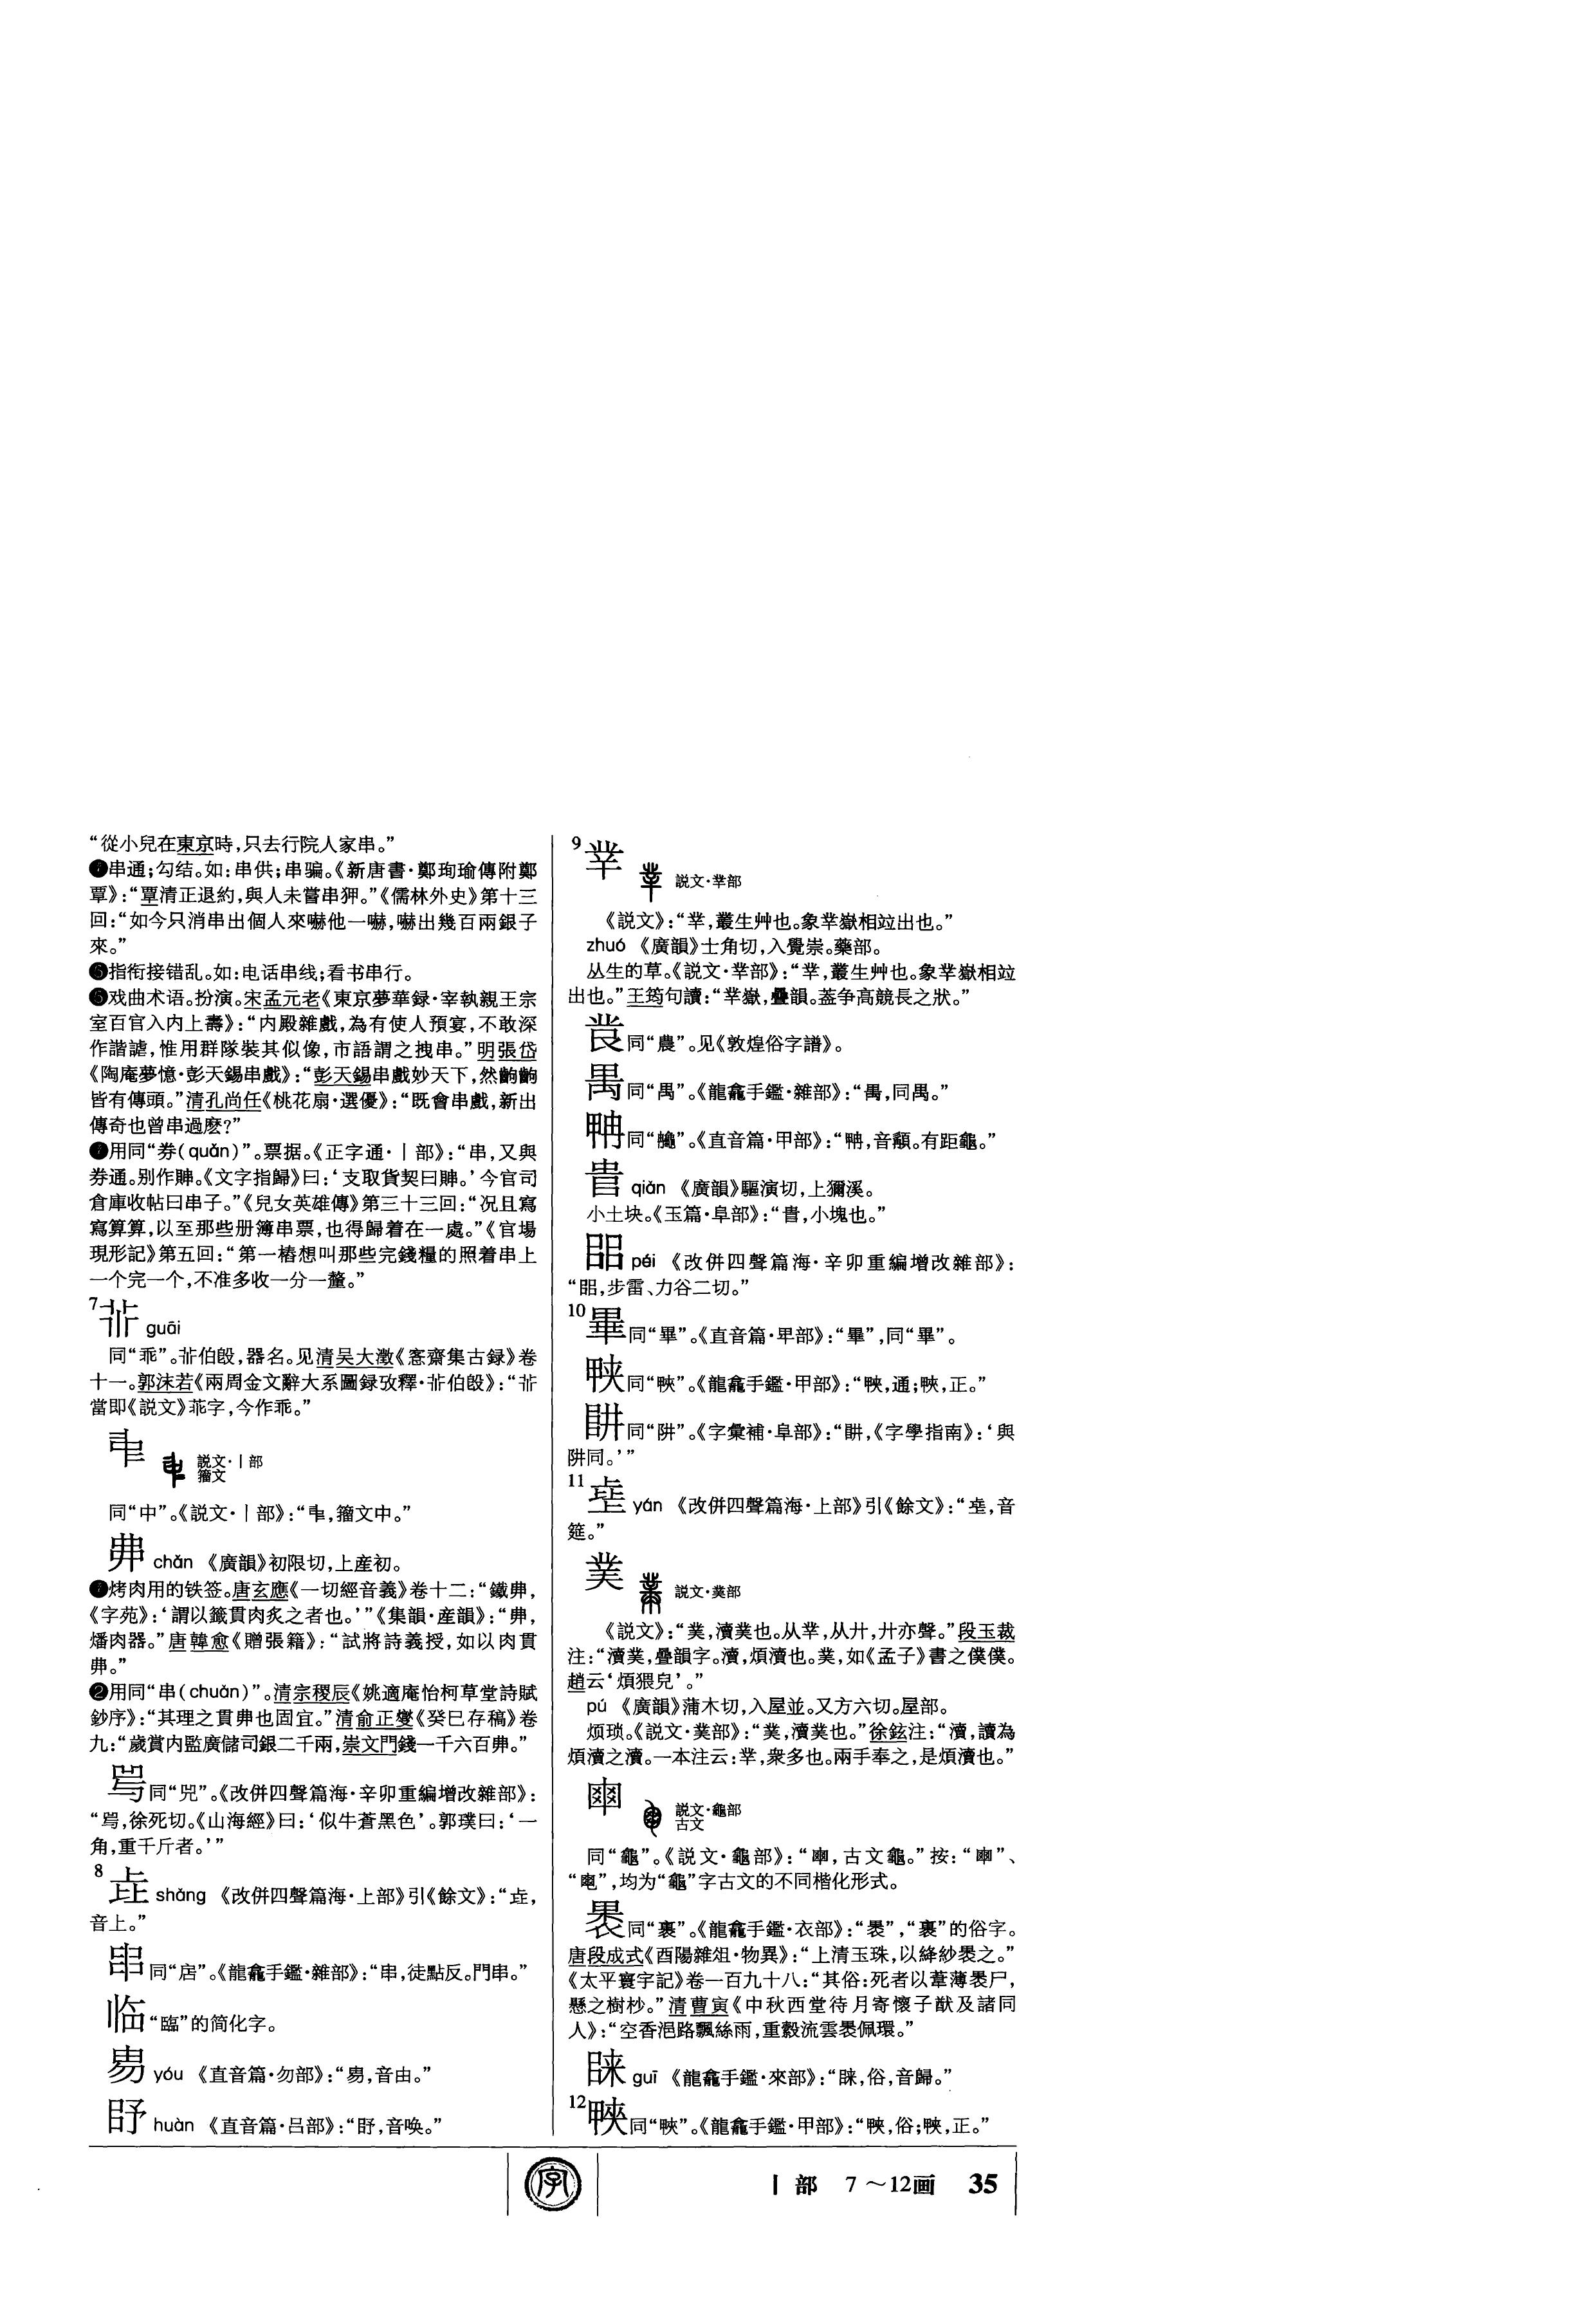 “從小兒在東京時,只去行院人家串。”
❹串通;勾结。如:串供;串骗。《新唐書·鄭珣瑜傳附鄭
覃》:“覃清正退約,與人未嘗串狎。”《儒林外史》第十三
回:“如今只消串出個人來嚇他一嚇,嚇出幾百兩銀子
來。”
❺指衔接错乱。如:电话串线;看书串行。
❻戏曲术语。扮演。宋孟元老《東京夢華録·宰執親王宗
室百官入内上壽》:“内殿雜戲,為有使人預宴,不敢深
作諧謔,惟用群隊裝其似像,市語謂之拽串。”明張岱
《陶庵夢憶·彭天錫串戲》:“彭天錫串戲妙天下,然齣齣
皆有傳頭。”清孔尚任《桃花扇·選優》:“既會串戲,新出
傳奇也曾串過麽?”
❼用同“券(quǎn)”。票据。《正字通·丨部》:“串,又與
券通。别作賗。《文字指歸》曰:‘支取貨契曰賗。’今官司
倉庫收帖曰串子。”《兒女英雄傳》第三十三回:“况且寫
寫算算,以至那些册簿串票,也得歸着在一處。”《官場
現形記》第五回:“第一樁想叫那些完錢糧的照着串上
一个完一个,不准多收一分一釐。”
7 guāi
同“乖”。伯𣪘,器名。见清吴大澂《愙齋集古録》卷
十一。郭沫若《兩周金文辭大系圖録攷釋·伯𣪘》:“
當即《説文》字,今作乖。”
説文·丨部
籀文
同“中”。《説文·丨部》:“,籀文中。”
丳 chǎn 《廣韻》初限切,上産初。
❶烤肉用的铁签。唐玄應《一切經音義》卷十二:“鐵丳,
《字苑》:‘謂以籤貫肉炙之者也。’”《集韻·産韻》:“丳,
燔肉器。”唐韓愈《贈張籍》:“試將詩義授,如以肉貫
丳。”
❷用同“串(chuàn)”。清宗稷辰《姚適庵怡柯草堂詩賦
鈔序》:“其理之貫丳也固宜。”清俞正燮《癸巳存稿》卷
九:“歲賞内監廣儲司銀二千兩,崇文門錢一千六百丳。”
同“兕”。《改併四聲篇海·辛卯重編增改雜部》:
“,徐死切。《山海經》曰:‘似牛蒼黑色’。郭璞曰:‘一
角,重千斤者。’”
8 shǎng 《改併四聲篇海·上部》引《餘文》:“,
音上。”
同“扂”。《龍龕手鑑·雜部》:“,徒點反。門。”
临“臨”的简化字。
yóu 《直音篇·勿部》:“,音由。”
huàn 《直音篇·吕部》:“,音唤。”
9 丵 説文·丵部
《説文》:“丵,叢生艸也。象丵嶽相竝出也。”
zhuó 《廣韻》士角切,入覺崇。藥部。
丛生的草。《説文·丵部》:“丵,叢生艸也。象丵嶽相竝
出也。”王筠句讀:“丵嶽,疊韻。葢争高競長之狀。”
同“農”。见《敦煌俗字譜》。
同“禺”。《龍龕手鑑·雜部》:“,同禺。”
同“”。《直音篇·甲部》:“,音顜。有距龜。”
qiǎn 《廣韻》驅演切,上獮溪。
小土块。《玉篇·阜部》:“,小塊也。”
péi 《改併四聲篇海·辛卯重編增改雜部》:
“,步雷、力谷二切。”
10 同“畢”。《直音篇·早部》:“”,同“畢”。
同“”。《龍龕手鑑·甲部》:“,通;,正。”
同“阱”。《字彙補·阜部》:“,《字學指南》:‘與
阱同。’”
11 yán 《改併四聲篇海·上部》引《餘文》:“,音
筵。”
菐 説文·菐部
《説文》:“菐,瀆菐也。从丵,从廾,廾亦聲。”段玉裁
注:“瀆菐,疊韻字。瀆,煩瀆也。菐,如《孟子》書之僕僕。
趙云‘煩猥皃’。”
pú 《廣韻》蒲木切,入屋並。又方六切。屋部。
烦琐。《説文·菐部》:“菐,瀆菐也。”徐鉉注:“瀆,讀為
煩瀆之瀆。一本注云:丵,衆多也。兩手奉之,是煩瀆也。”
説文·龜部
古文
同“龜”。《説文·龜部》:“,古文龜。”按:“”、
“”,均为“龜”字古文的不同楷化形式。
同“裹”。《龍龕手鑑·衣部》:“”,“裹”的俗字。
唐段成式《酉陽雜俎·物異》:“上清玉珠,以絳紗之。”
《太平寰宇記》卷一百九十八:“其俗:死者以葦薄尸,
懸之樹杪。”清曹寅《中秋西堂待月寄懷子猷及諸同
人》:“空香浥路飄絲雨,重縠流雲佩環。”
guī 《龍龕手鑑·來部》:“,俗,音歸。”
12 同“”。《龍龕手鑑·甲部》:“,俗;,正。”
字
丨部 7～12画 35